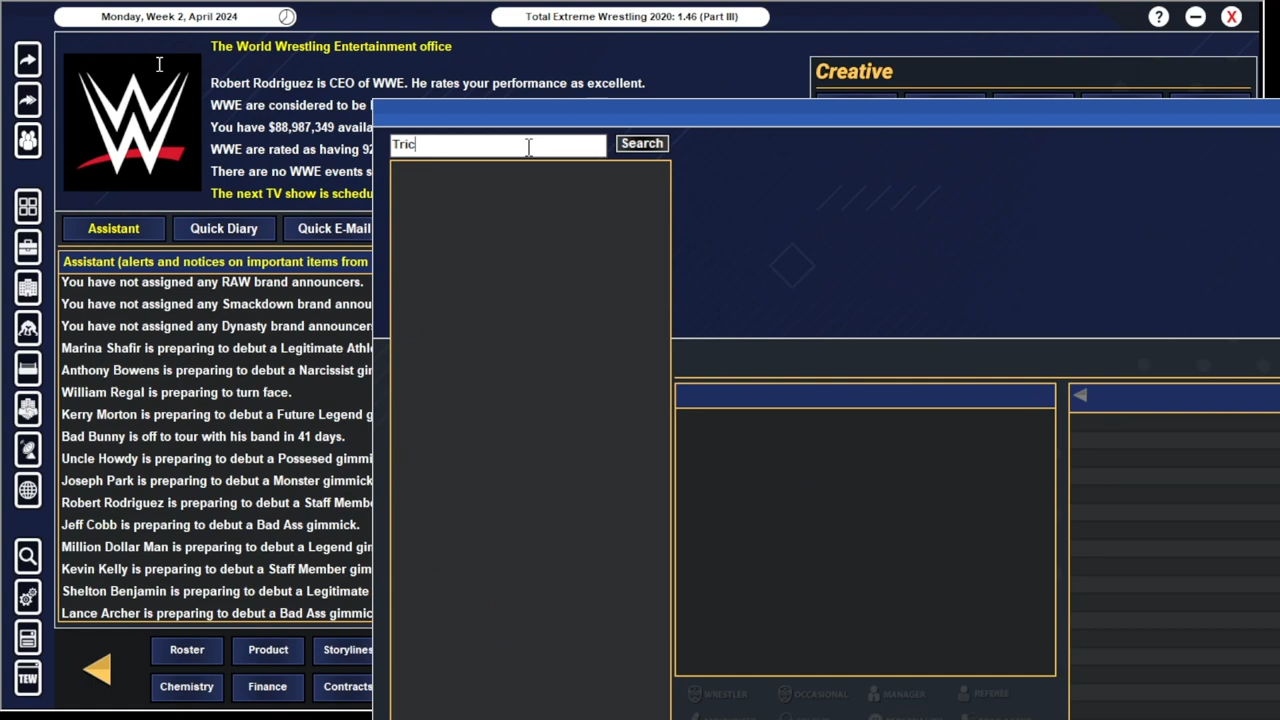 Monday, Week 2, April 2024
Total Extreme Wrestling 2020: 1.46 (Part III)
?
X
The World Wrestling Entertainment office
Robert Rodriguez is CEO of WWE. He rates your performance as excellent.
WWE are considered to be
You have $88,987,349 availa
WWE are rated as having 92
There are no WWE events s
The next TV show is schedu
Creative
Tric
Search
Assistant
Quick Diary
Quick E-Mail
Assistant (alerts and notices on important items from
You have not assigned any RAW brand announcers.
You have not assigned any Smackdown brand annou
You have not assigned any Dynasty brand announcers
Marina Shafir is preparing to debut a Legitimate Athl
Anthony Bowens is preparing to debut a Narcissist gi
William Regal is preparing to turn face.
Kerry Morton is preparing to debut a Future Legend g
Bad Bunny is off to tour with his band in 41 days.
Uncle Howdy is preparing to debut a Possesed gimmi
Joseph Park is preparing to debut a Monster gimmick
Robert Rodriguez is preparing to debut a Staff Membe
Jeff Cobb is preparing to debut a Bad Ass gimmick.
Million Dollar Man is preparing to debut a Legend gi
Kevin Kelly is preparing to debut a Staff Member gim
Shelton Benjamin is preparing to debut a Legitimate
Lance Archer is preparing to debut a Bad Ass gimmic
Roster
Product
Storylines
Chemistry
Finance
Contracts
TEW
WRESTLER
OCCASIONAL
MANAGER
REFEREE